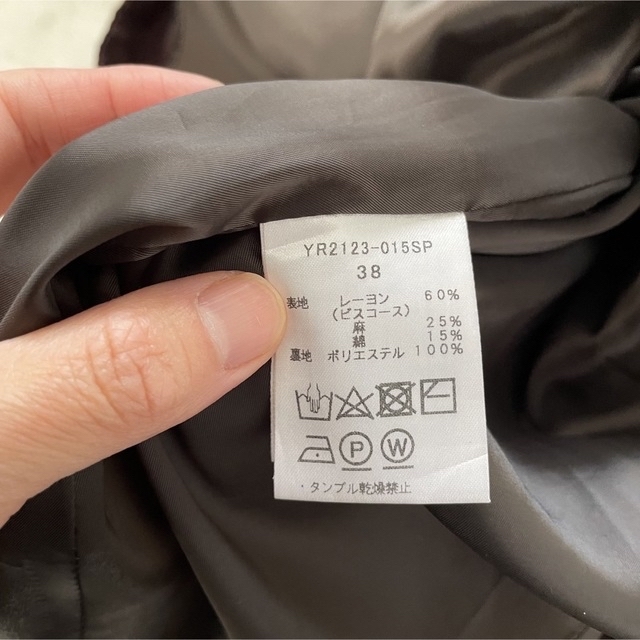 YR2123-015SP
38
表地 レーヨン 60%
(ビスコース)
麻 25%
綿 15%
裏地 ポリエステル 100%
P W
・タンブル乾燥禁止